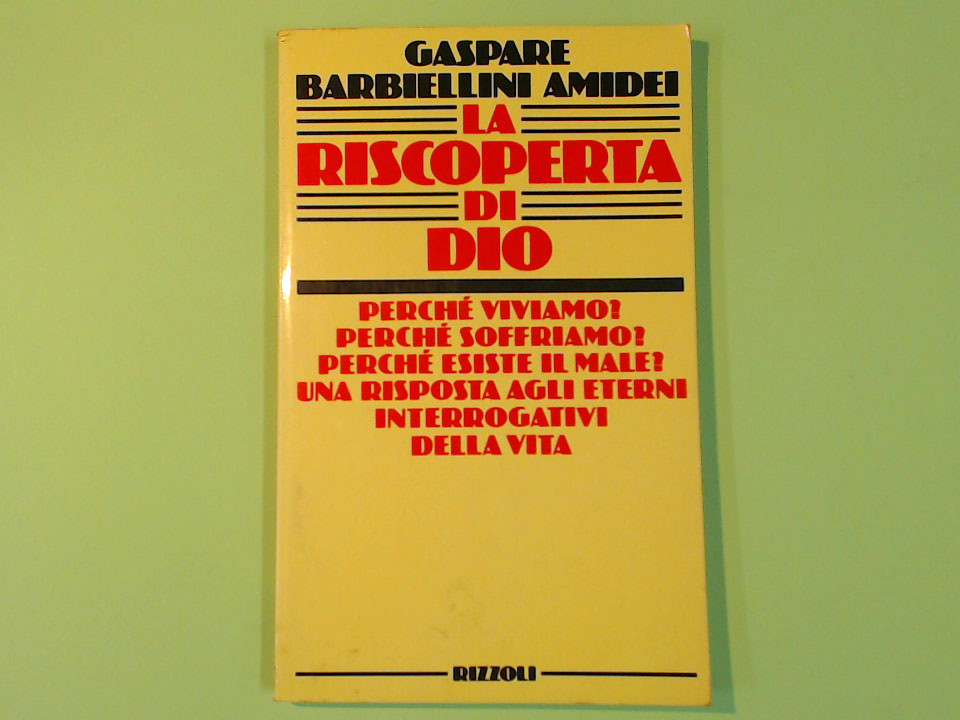 GASPARE
BARBIELLINI AMIDEI
LA
RISCOPERTA
DI
DIO
PERCHÉ VIVIAMO?
PERCHÉ SOFFRIAMO?
PERCHÉ ESISTE IL MALE?
UNA RISPOSTA AGLI ETERNI
INTERROGATIVI
DELLA VITA
RIZZOLI